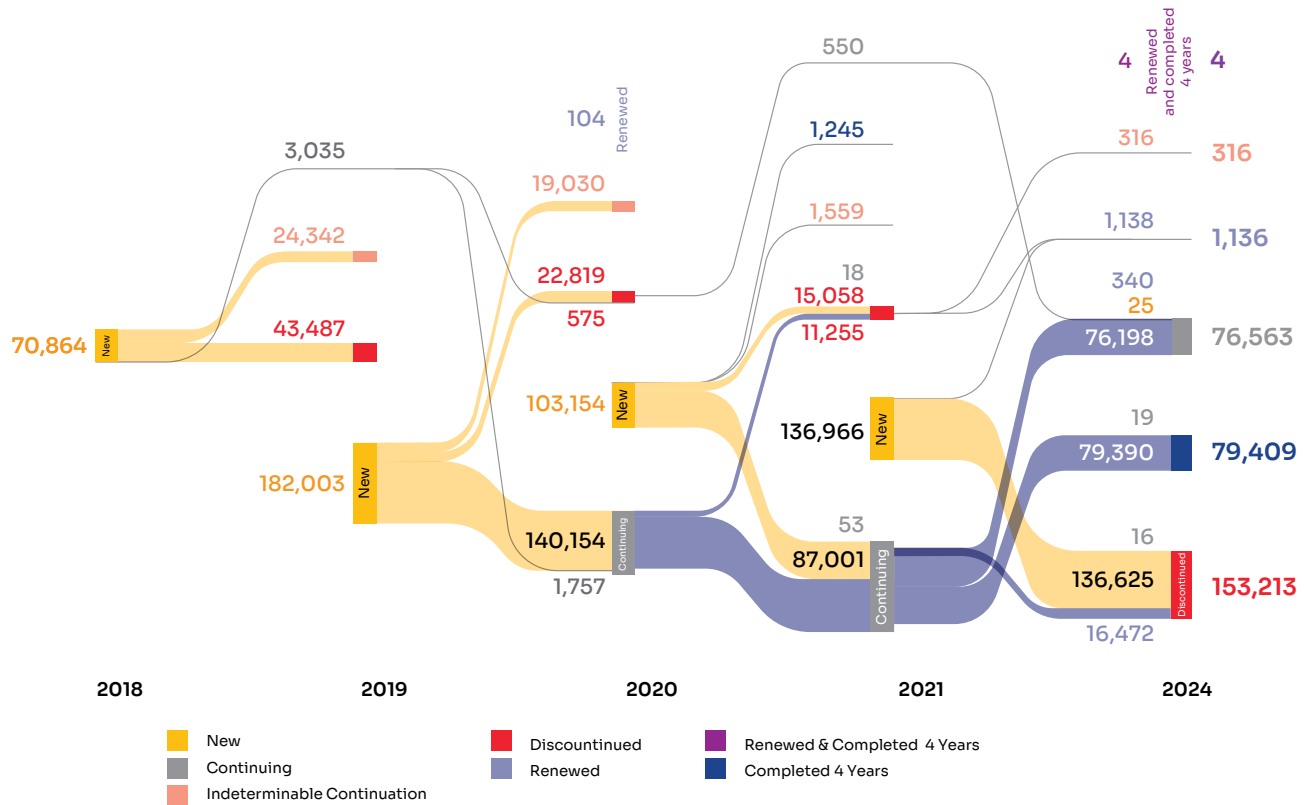 550
4
Renewed
and completed
4 years
4
104
Renewed
1,245
3,035
316
316
19,030
1,559
24,342
1,138
1,136
18
22,819
15,058
340
575
11,255
25
43,487
70,864
New
76,198
76,563
103,154
New
136,966
New
19
79,390
79,409
182,003
New
140,154
Continuing
53
87,001
Continuing
16
136,625
Discontinued
153,213
1,757
16,472
2018
2019
2020
2021
2024
New
Discountinued
Renewed & Completed 4 Years
Continuing
Renewed
Completed 4 Years
Indeterminable Continuation